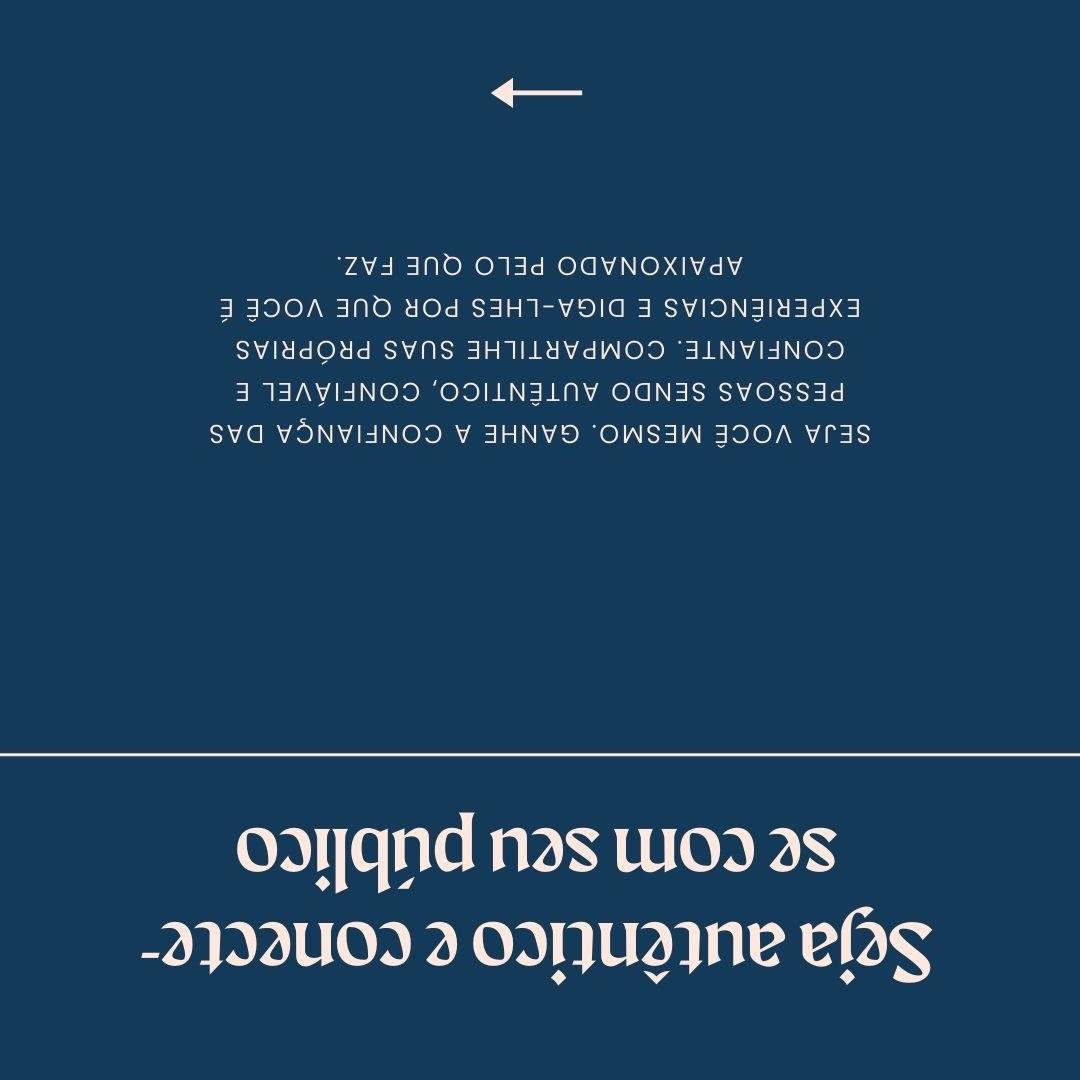 Seja autêntico e conecte-
se com seu público
SEJA VOCÊ MESMO. GANHE A CONFIANÇA DAS
PESSOAS SENDO AUTÊNTICO, CONFIÁVEL E
CONFIANTE. COMPARTILHE SUAS PRÓPRIAS
EXPERIÊNCIAS E DIGA-LHES POR QUE VOCÊ É
APAIXONADO PELO QUE FAZ.